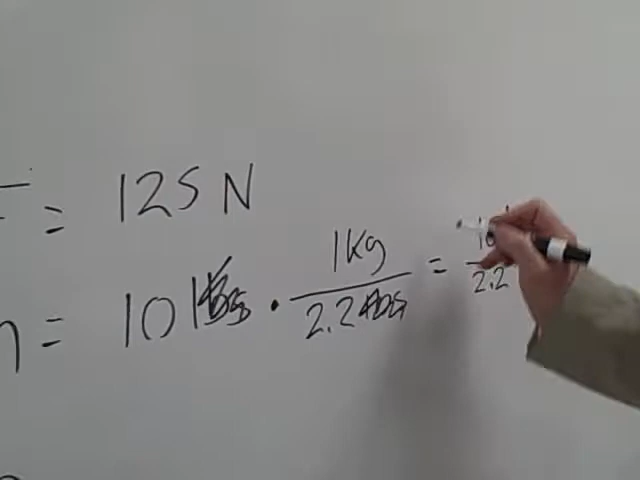 F = 125 N
m = 10 lbs · 1kg / 2.2 lbs = 10 / 2.2